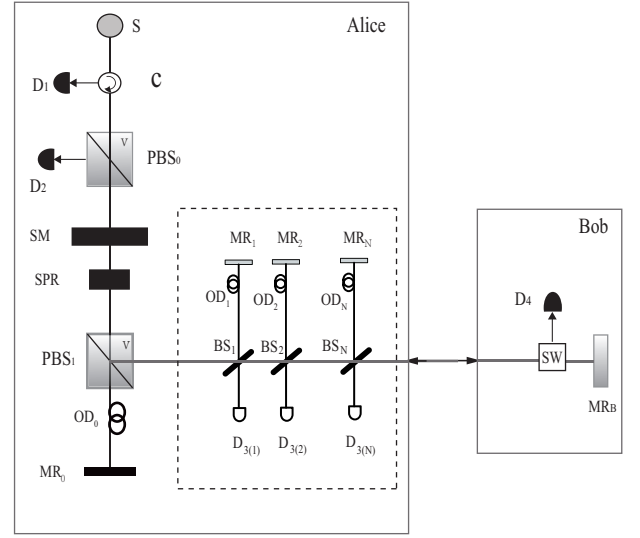 S
Alice
D1
C
V
PBS0
D2
SM
SPR
MR1
MR2
MRN
OD1
OD2
ODN
V
PBS1
BS1
BS2
BSN
OD0
MR0
D3(1)
D3(2)
D3(N)
Bob
D4
SW
MRB